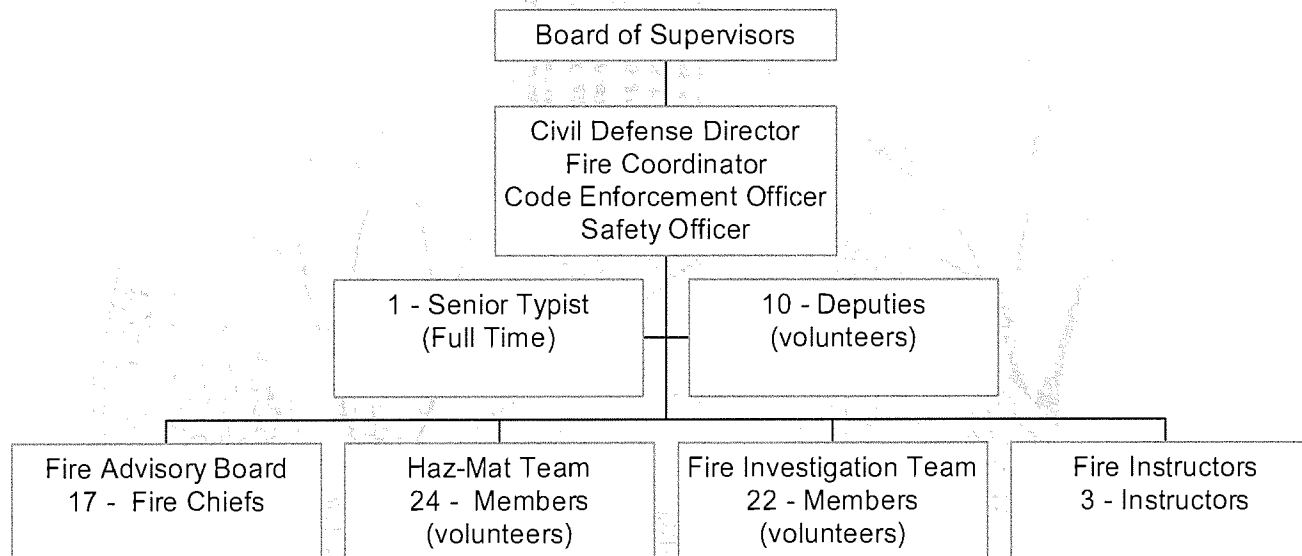 Board of Supervisors
Civil Defense Director
Fire Coordinator
Code Enforcement Officer
Safety Officer
1 - Senior Typist
(Full Time)
10 - Deputies
(volunteers)
Fire Advisory Board
17 - Fire Chiefs
Haz-Mat Team
24 - Members
(volunteers)
Fire Investigation Team
22 - Members
(volunteers)
Fire Instructors
3 - Instructors